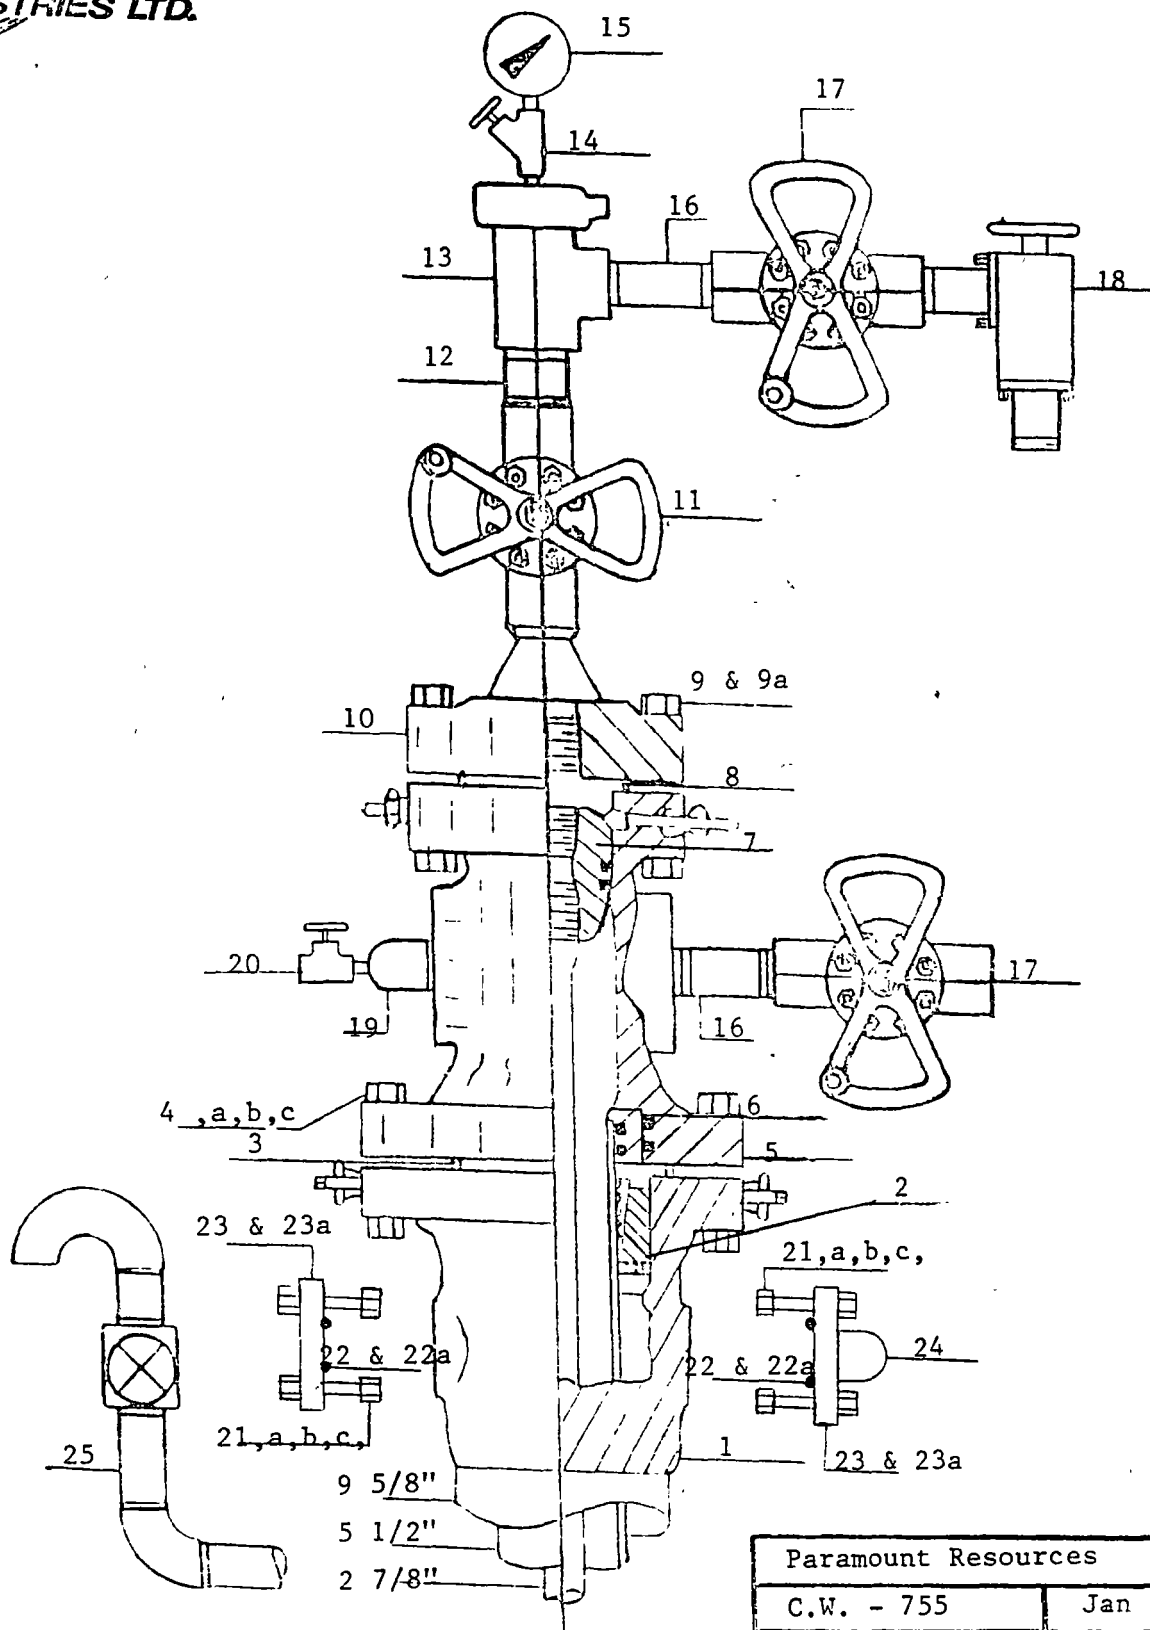 STRIES LTD.
15
17
14
16
13
18
12
11
9 & 9a
10
8
7
20
17
19
16
4 ,a,b,c
6
3
5
2
23 & 23a
21,a,b,c,
22 & 22a
24
22 & 22a
21,a,b,c,
1
25
23 & 23a
9 5/8"
5 1/2"
2 7/8"
Paramount Resources
C.W. - 755
Jan